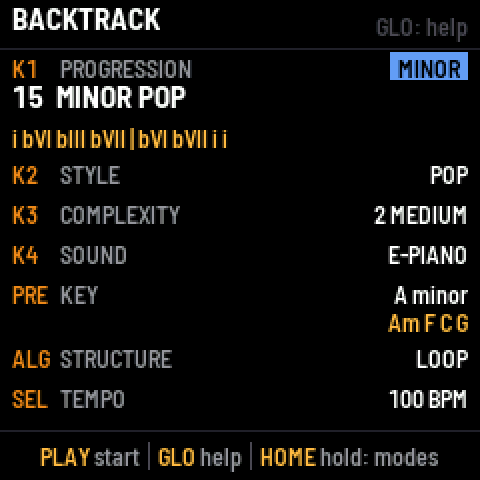 BACKTRACK GLO: help
K1 PROGRESSION MINOR
15 MINOR POP
i bVI bIII bVII | bVI bVII i i
K2 STYLE POP
K3 COMPLEXITY 2 MEDIUM
K4 SOUND E-PIANO
PRE KEY A minor
Am F C G
ALG STRUCTURE LOOP
SEL TEMPO 100 BPM
PLAY start | GLO help | HOME hold: modes